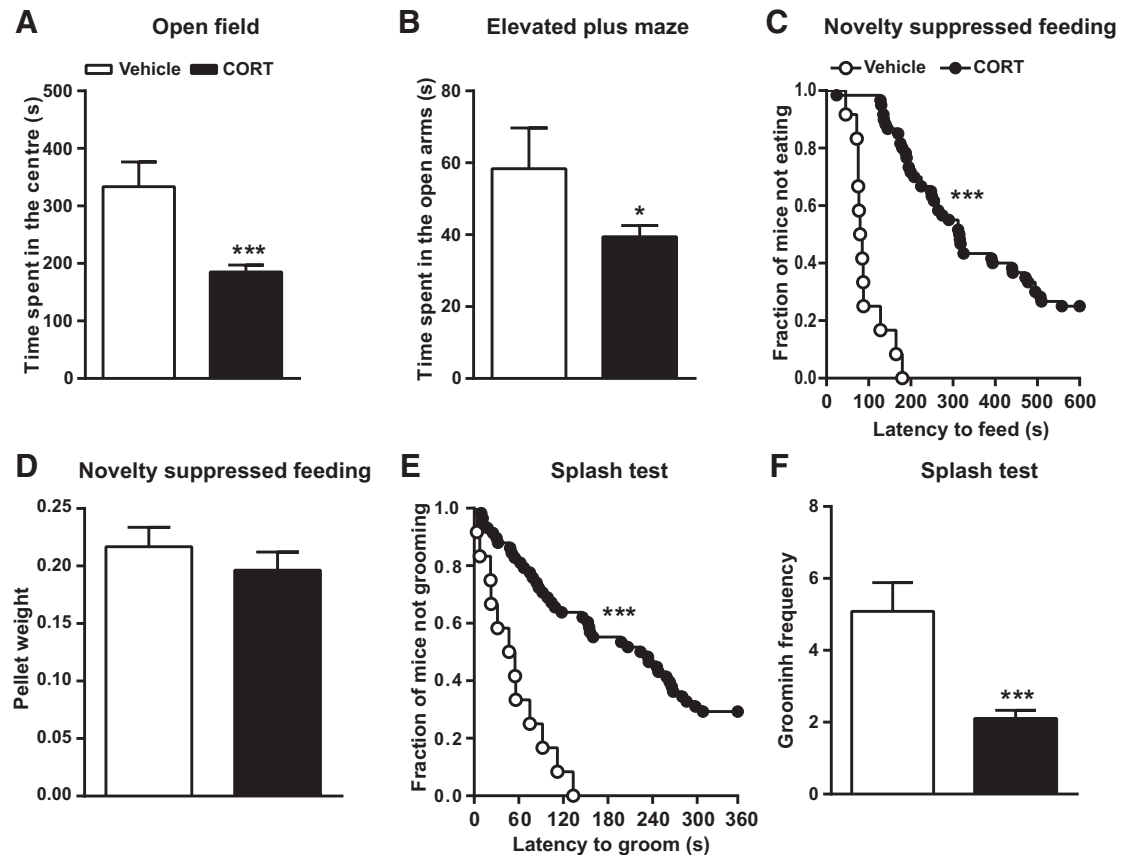 A Open field
Vehicle CORT
Time spent in the centre (s)
500
400
300
200
100
0
***
B Elevated plus maze
Time spent in the open arms (s)
80
60
40
20
0
*
C Novelty suppressed feeding
Vehicle CORT
Fraction of mice not eating
1.0
0.8
0.6
0.4
0.2
0.0
***
0 100 200 300 400 500 600
Latency to feed (s)
D Novelty suppressed feeding
Pellet weight
0.25
0.20
0.15
0.10
0.05
0.00
E Splash test
Fraction of mice not grooming
1.0
0.8
0.6
0.4
0.2
0.0
***
0 60 120 180 240 300 360
Latency to groom (s)
F Splash test
Groominh frequency
8
6
4
2
0
***